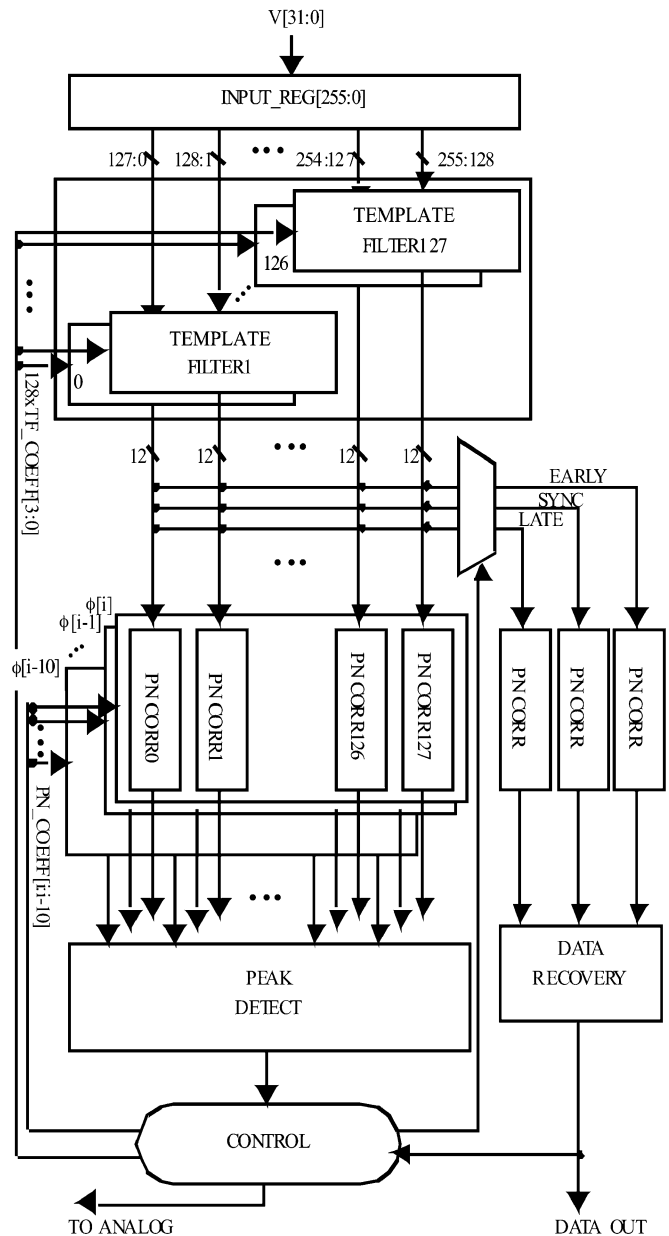 V[31:0]
INPUT_REG[255:0]
127:0
128:1
254:127
255:128
TEMPLATE
FILTER127
126
TEMPLATE
FILTER1
0
128xTF_COEFF[3:0]
12
12
12
12
EARLY
SYNC
LATE
ϕ[i]
ϕ[i-1]
ϕ[i-10]
PN CORR0
PN CORR1
PN CORR126
PN CORR127
PN CORR
PN CORR
PN CORR
PN_COEFF[i:i-10]
PEAK
DETECT
DATA
RECOVERY
CONTROL
TO ANALOG
DATA OUT